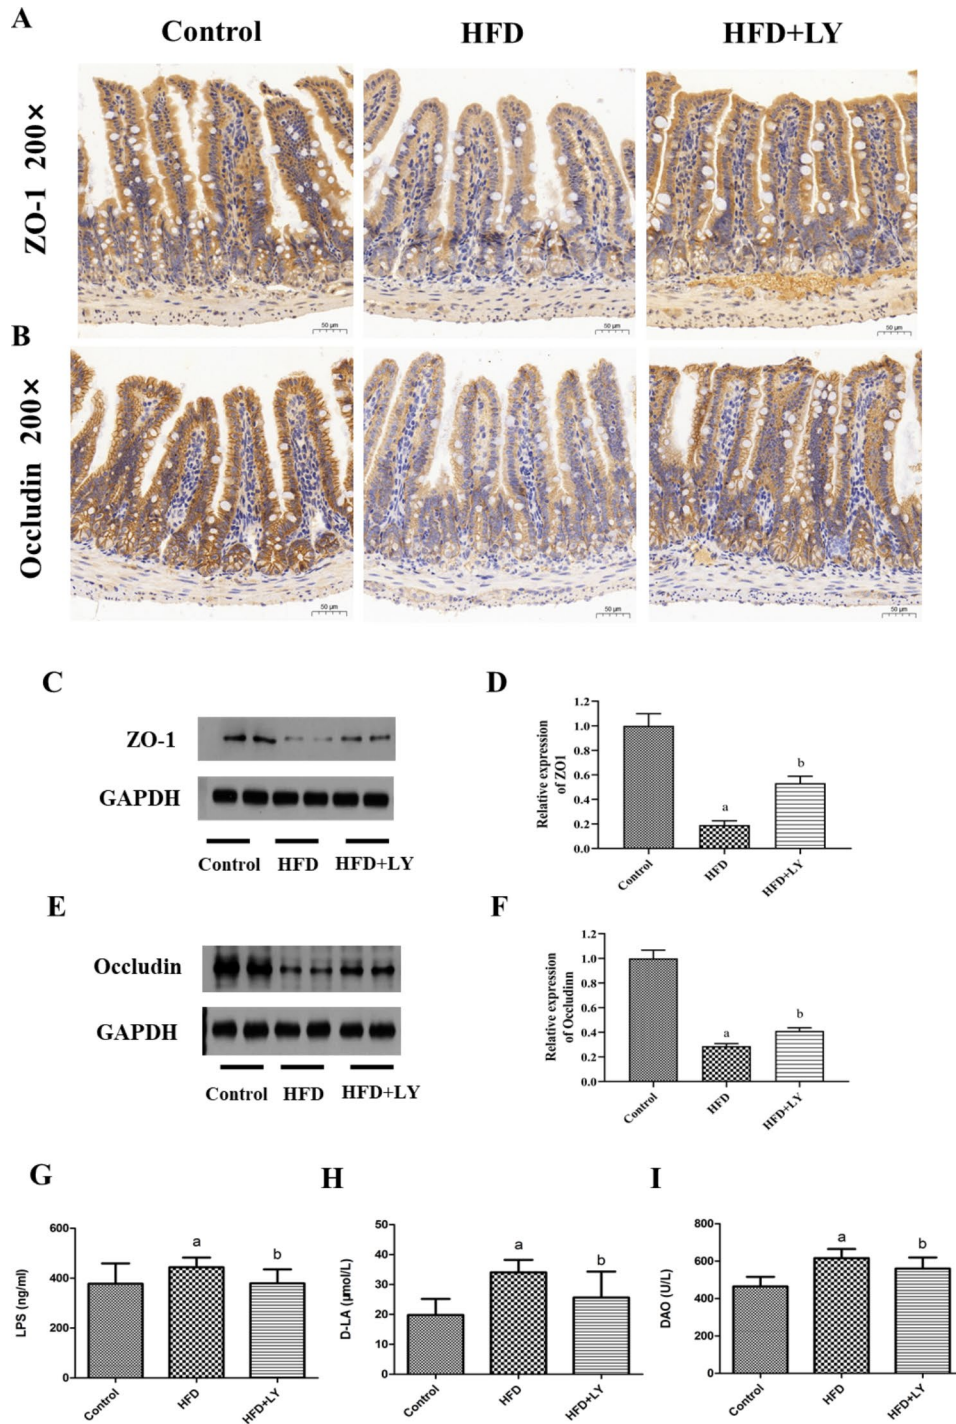 A
Control
HFD
HFD+LY
ZO-1 200×
50 μm
50 μm
50 μm
B
Occludin 200×
50 μm
50 μm
50 μm
C
ZO-1
GAPDH
Control
HFD
HFD+LY
D
Relative expression
of ZO1
1.2
1.0
0.8
0.6
0.4
0.2
0.0
a
b
Control
HFD
HFD+LY
E
Occludin
GAPDH
Control
HFD
HFD+LY
F
Relative expression
of Occludinn
1.2
1.0
0.8
0.6
0.4
0.2
0.0
a
b
Control
HFD
HFD+LY
G
LPS (ng/ml)
600
400
200
0
a
b
Control
HFD
HFD+LY
H
D-LA (μmol/L)
50
40
30
20
10
0
a
b
Control
HFD
HFD+LY
I
DAO (U/L)
800
600
400
200
0
a
b
Control
HFD
HFD+LY